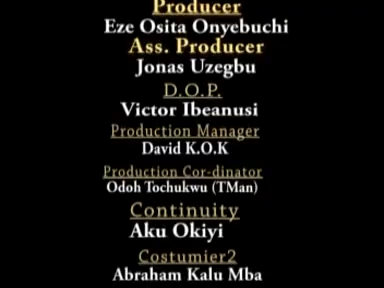 Producer
Eze Osita Onyebuchi
Ass. Producer
Jonas Uzegbu
D.O.P.
Victor Ibeanusi
Production Manager
David K.O.K
Production Cor-dinator
Odoh Tochukwu (TMan)
Continuity
Aku Okiyi
Costumier2
Abraham Kalu Mba